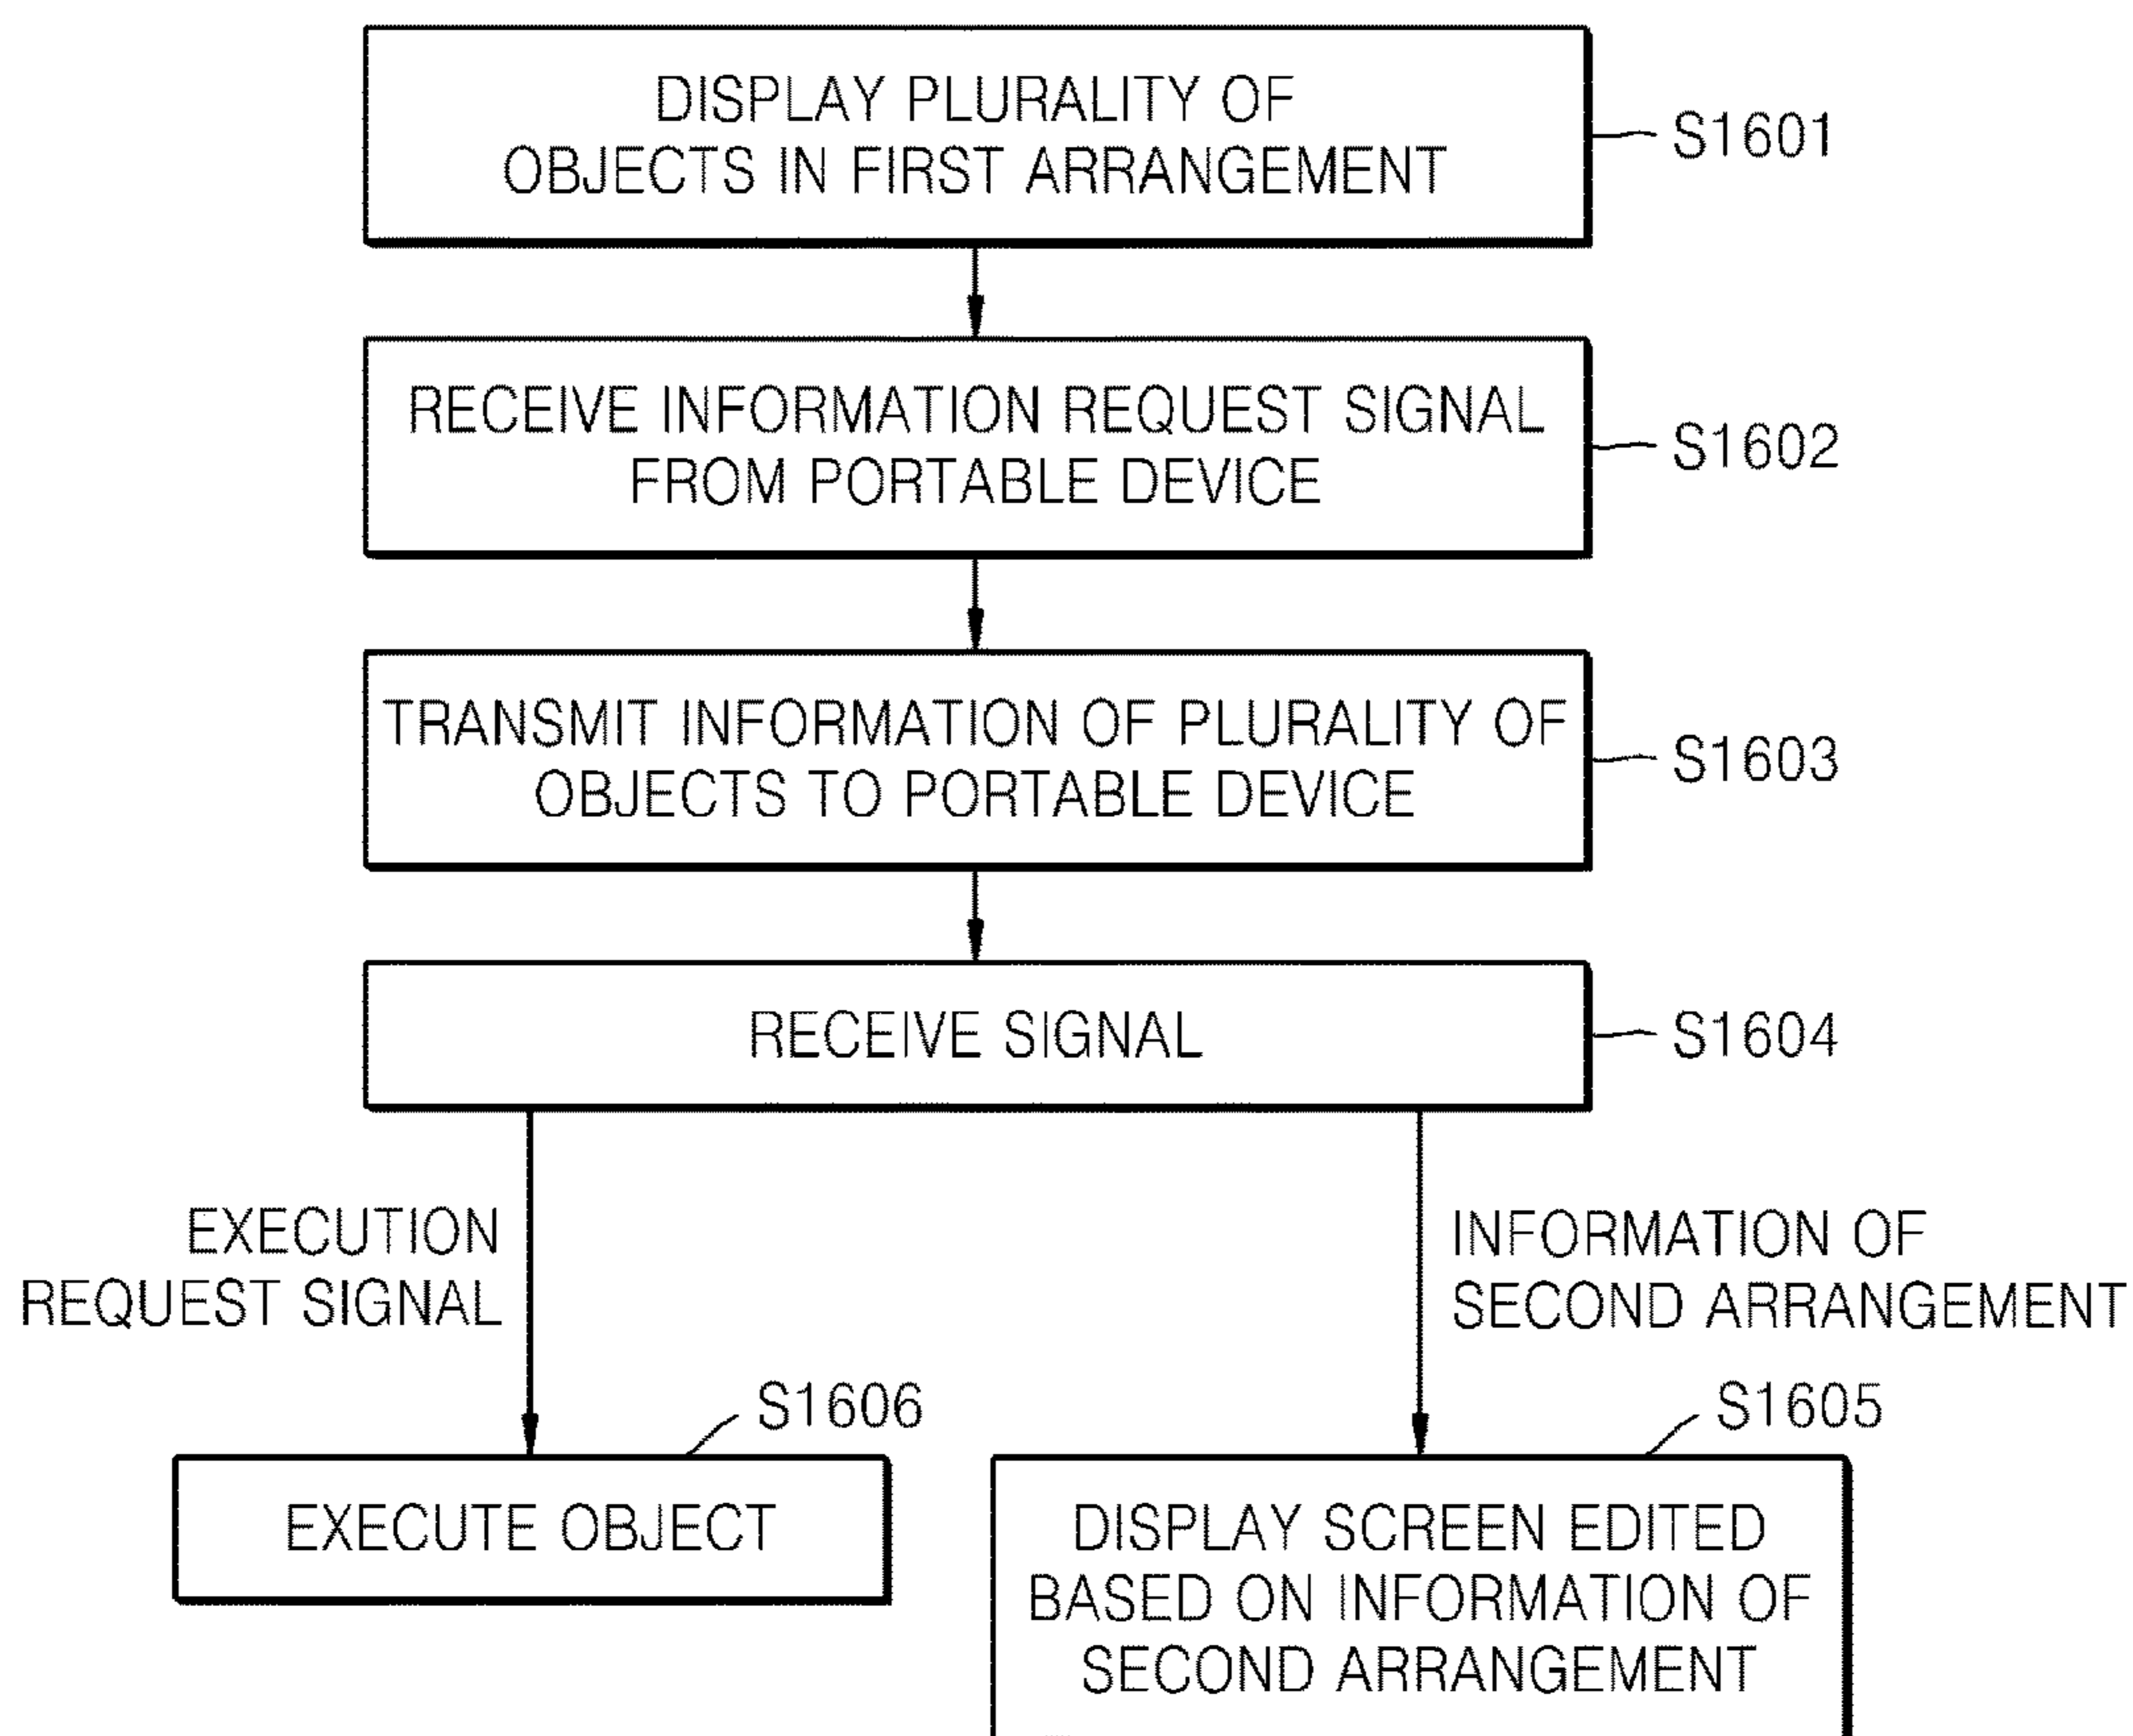 DISPLAY PLURALITY OF
OBJECTS IN FIRST ARRANGEMENT
S1601
RECEIVE INFORMATION REQUEST SIGNAL
FROM PORTABLE DEVICE
S1602
TRANSMIT INFORMATION OF PLURALITY OF
OBJECTS TO PORTABLE DEVICE
S1603
RECEIVE SIGNAL
S1604
EXECUTION
REQUEST SIGNAL
INFORMATION OF
SECOND ARRANGEMENT
S1606
EXECUTE OBJECT
S1605
DISPLAY SCREEN EDITED
BASED ON INFORMATION OF
SECOND ARRANGEMENT